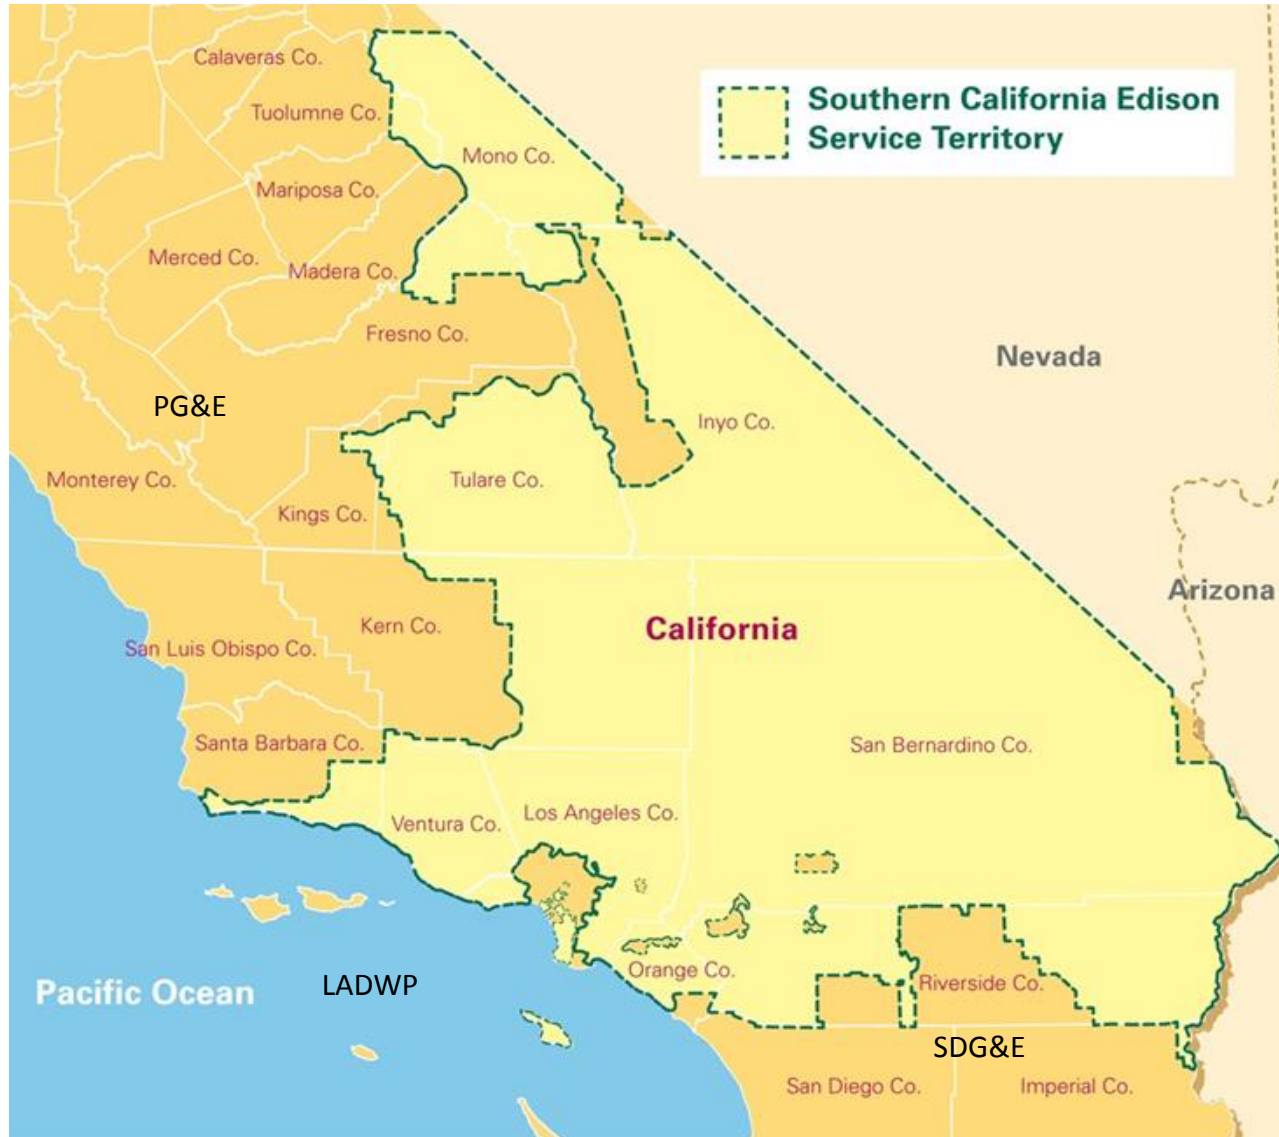 Calaveras Co.
Southern California Edison
Service Territory
Tuolumne Co.
Mono Co.
Mariposa Co.
Merced Co.
Madera Co.
Fresno Co.
Nevada
PG&E
Inyo Co.
Monterey Co.
Tulare Co.
Kings Co.
Arizona
Kern Co.
California
San Luis Obispo Co.
Santa Barbara Co.
San Bernardino Co.
Los Angeles Co.
Ventura Co.
Orange Co.
Riverside Co.
Pacific Ocean
LADWP
SDG&E
San Diego Co.
Imperial Co.